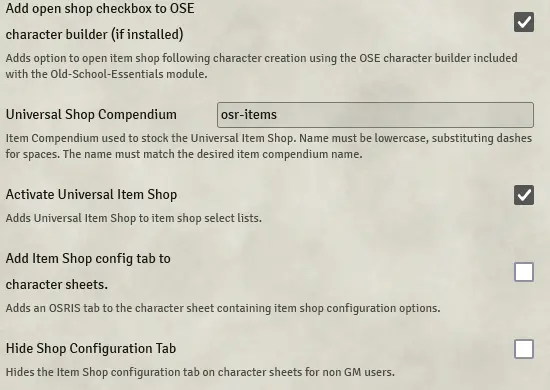 Add open shop checkbox to OSE
character builder (if installed)
Adds option to open item shop following character creation using the OSE character builder included
with the Old-School-Essentials module.
Universal Shop Compendium
osr-items
Item Compendium used to stock the Universal Item Shop. Name must be lowercase, substituting dashes
for spaces. The name must match the desired item compendium name.
Activate Universal Item Shop
Adds Universal Item Shop to item shop select lists.
Add Item Shop config tab to
character sheets.
Adds an OSRIS tab to the character sheet containing item shop configuration options.
Hide Shop Configuration Tab
Hides the Item Shop configuration tab on character sheets for non GM users.